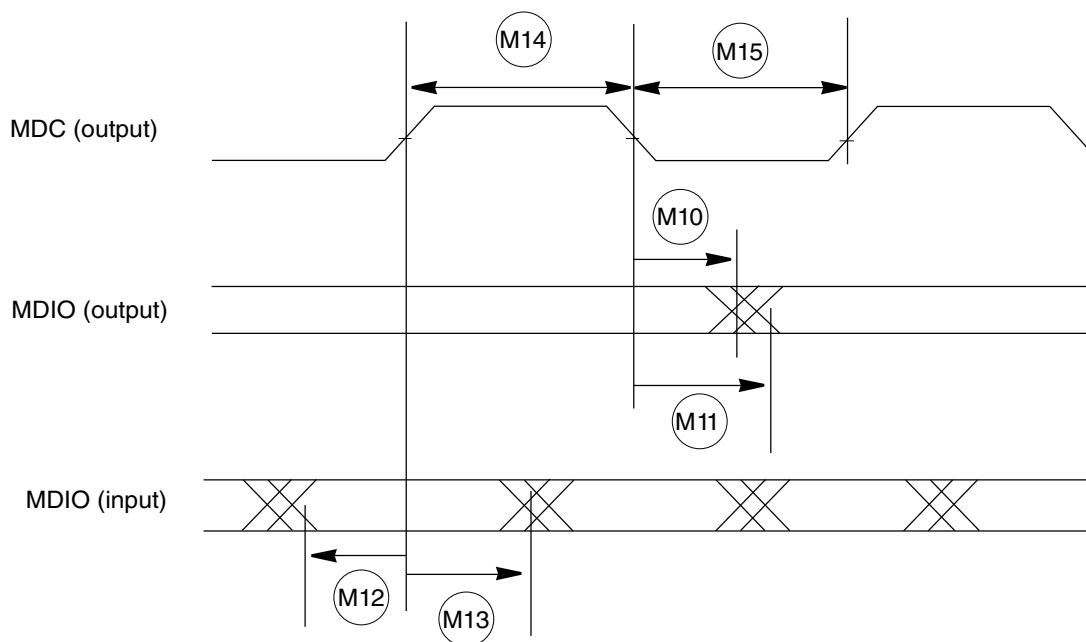 M14
M15
MDC (output)
M10
MDIO (output)
M11
MDIO (input)
M12
M13